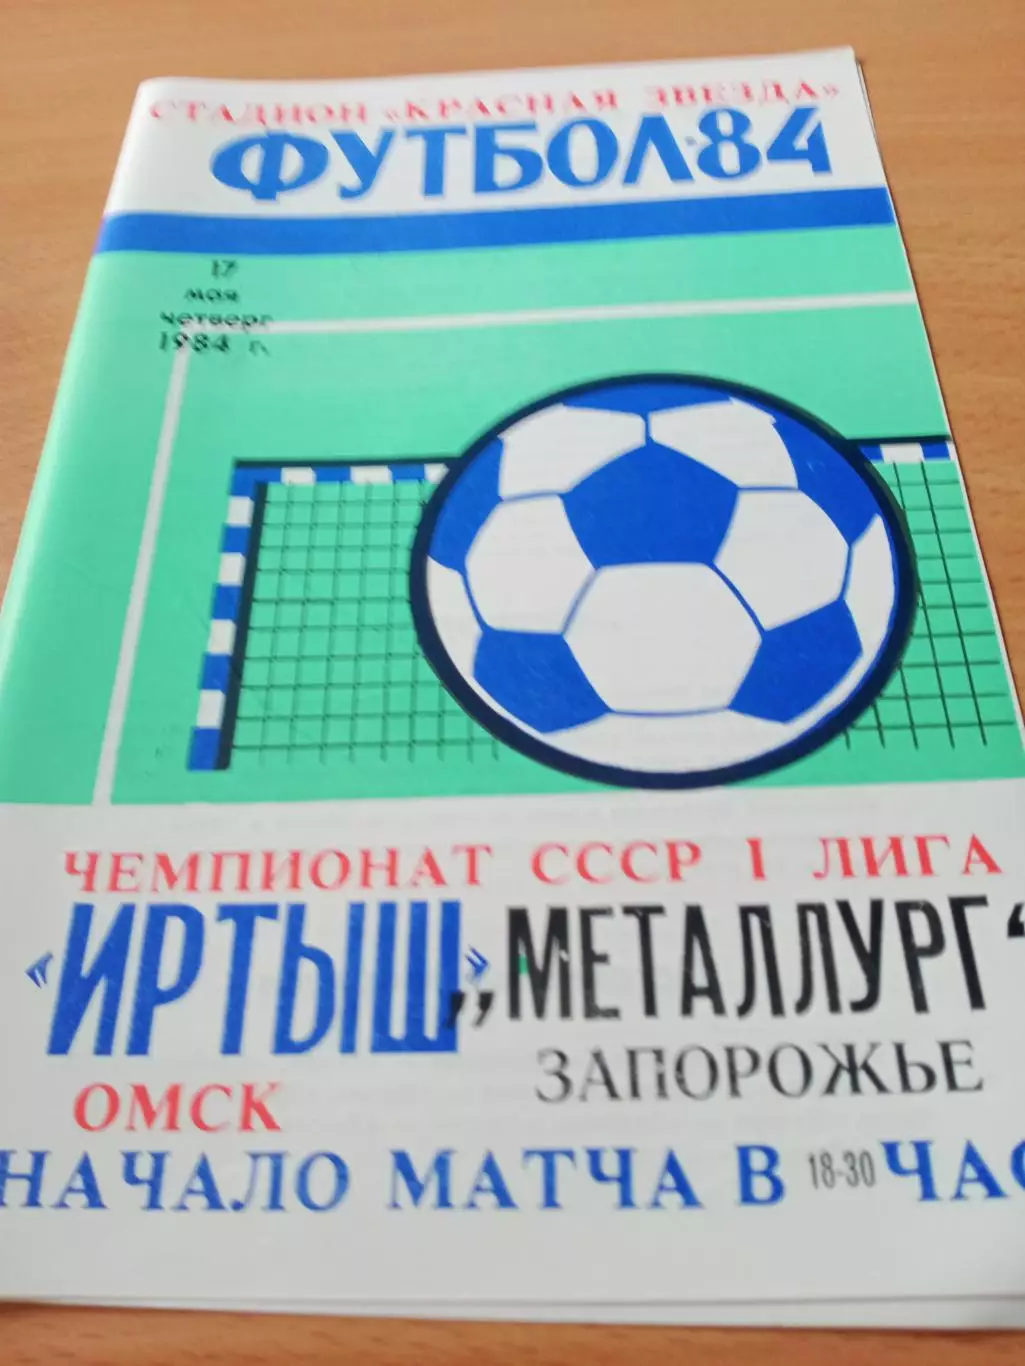 СТАДИОН «КРАСНАЯ ЗВЕЗДА»
ФУТБОЛ·84
17
мая
четверг
1984 г.
ЧЕМПИОНАТ СССР I ЛИГА
«ИРТЫШ» „МЕТАЛЛУРГ“
ОМСК ЗАПОРОЖЬЕ
НАЧАЛО МАТЧА В 18-30 ЧАС